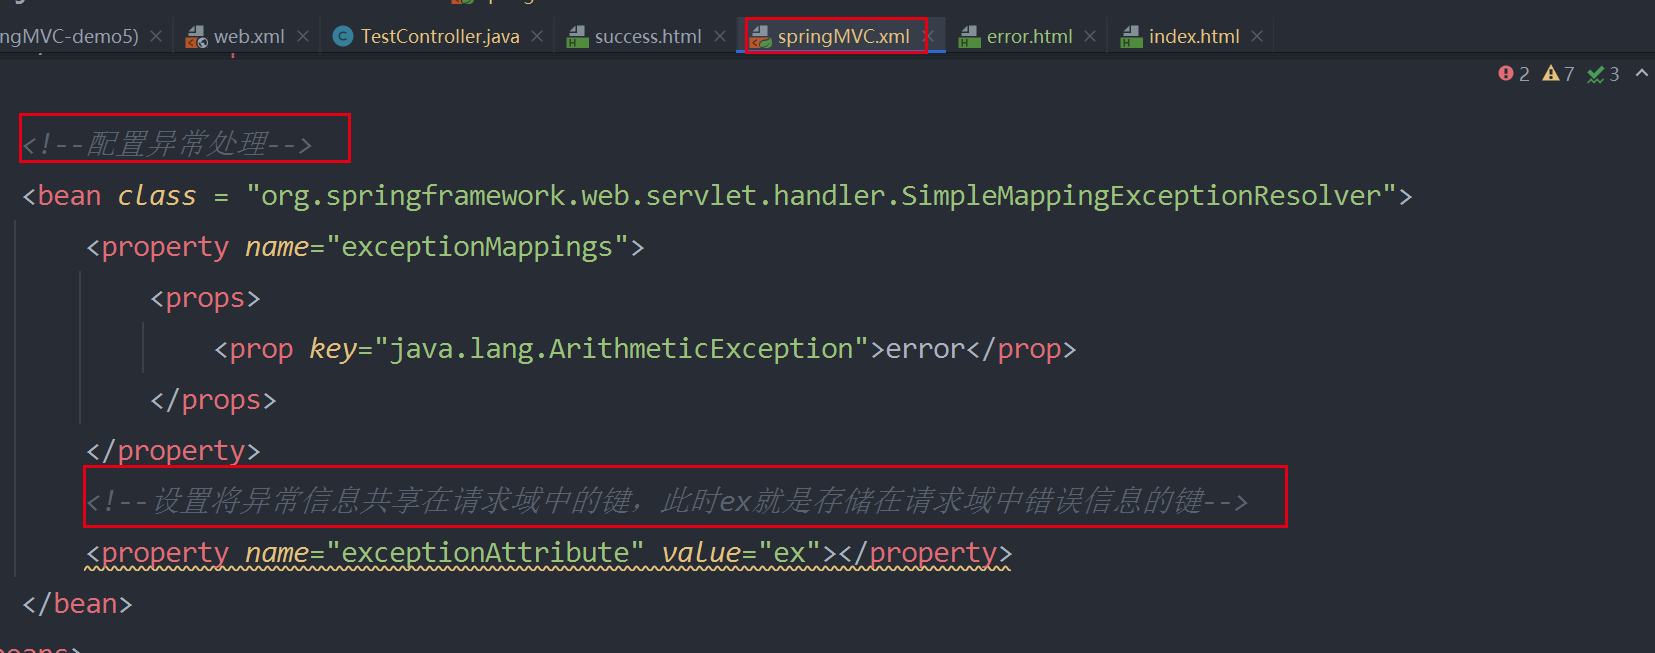 ngMVC-demo5) web.xml TestController.java success.html springMVC.xml error.html index.html
2 7 3
<!--配置异常处理-->
<bean class = "org.springframework.web.servlet.handler.SimpleMappingExceptionResolver">
<property name="exceptionMappings">
<props>
<prop key="java.lang.ArithmeticException">error</prop>
</props>
</property>
<!--设置将异常信息共享在请求域中的键，此时ex就是存储在请求域中错误信息的键-->
<property name="exceptionAttribute" value="ex"></property>
</bean>